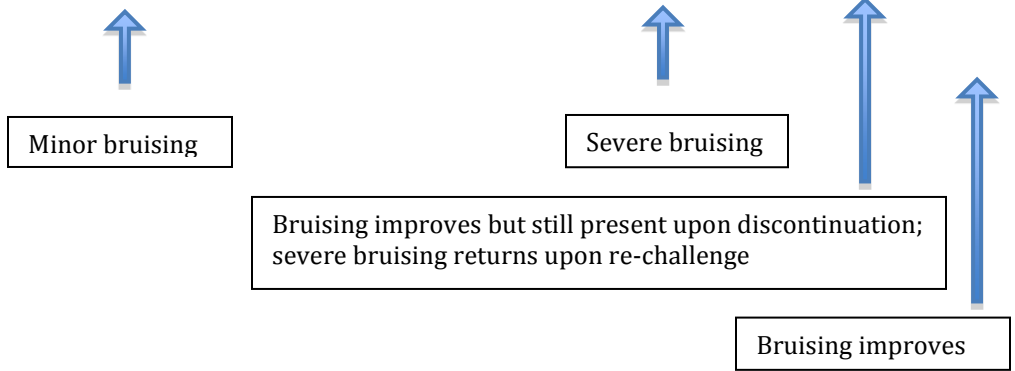 Minor bruising
Severe bruising
Bruising improves but still present upon discontinuation;
severe bruising returns upon re-challenge
Bruising improves